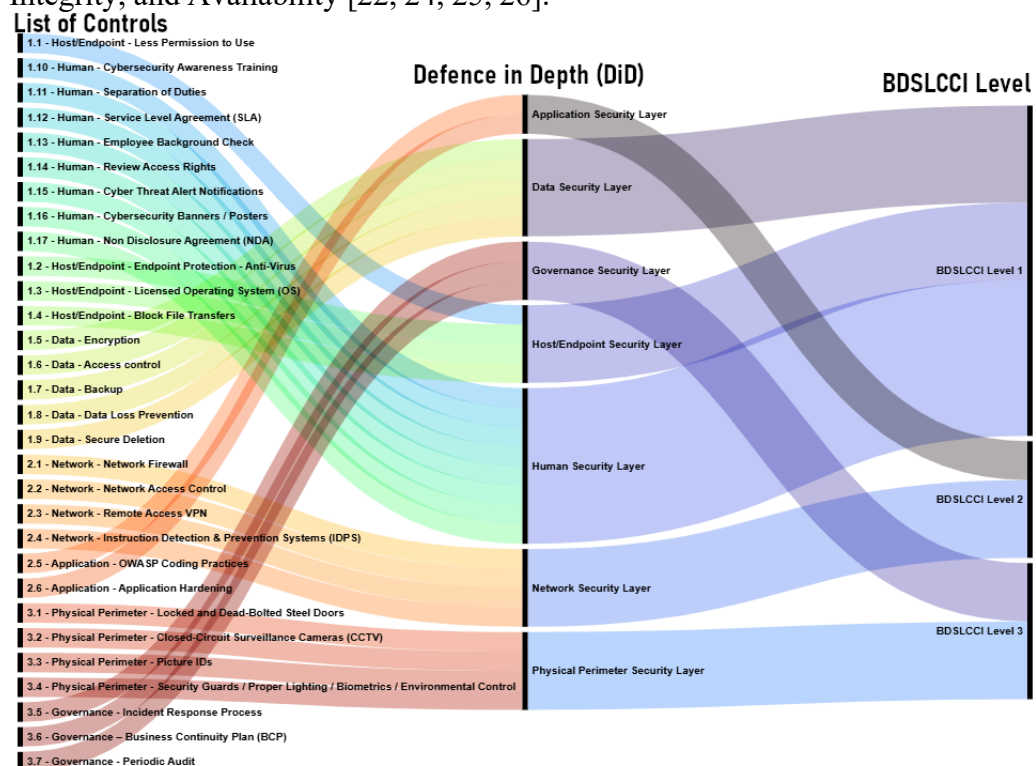 Integrity, and Availability [22, 24, 25, 26].
List of Controls
1.1 - Host/Endpoint - Less Permission to Use
1.10 - Human - Cybersecurity Awareness Training
1.11 - Human - Separation of Duties
1.12 - Human - Service Level Agreement (SLA)
1.13 - Human - Employee Background Check
1.14 - Human - Review Access Rights
1.15 - Human - Cyber Threat Alert Notifications
1.16 - Human - Cybersecurity Banners / Posters
1.17 - Human - Non Disclosure Agreement (NDA)
1.2 - Host/Endpoint - Endpoint Protection - Anti-Virus
1.3 - Host/Endpoint - Licensed Operating System (OS)
1.4 - Host/Endpoint - Block File Transfers
1.5 - Data - Encryption
1.6 - Data - Access control
1.7 - Data - Backup
1.8 - Data - Data Loss Prevention
1.9 - Data - Secure Deletion
2.1 - Network - Network Firewall
2.2 - Network - Network Access Control
2.3 - Network - Remote Access VPN
2.4 - Network - Instruction Detection & Prevention Systems (IDPS)
2.5 - Application - OWASP Coding Practices
2.6 - Application - Application Hardening
3.1 - Physical Perimeter - Locked and Dead-Bolted Steel Doors
3.2 - Physical Perimeter - Closed-Circuit Surveillance Cameras (CCTV)
3.3 - Physical Perimeter - Picture IDs
3.4 - Physical Perimeter - Security Guards / Proper Lighting / Biometrics / Environmental Control
3.5 - Governance - Incident Response Process
3.6 - Governance – Business Continuity Plan (BCP)
3.7 - Governance - Periodic Audit
Defence in Depth (DiD)
Application Security Layer
Data Security Layer
Governance Security Layer
Host/Endpoint Security Layer
Human Security Layer
Network Security Layer
Physical Perimeter Security Layer
BDSLCCI Level
BDSLCCI Level 1
BDSLCCI Level 2
BDSLCCI Level 3